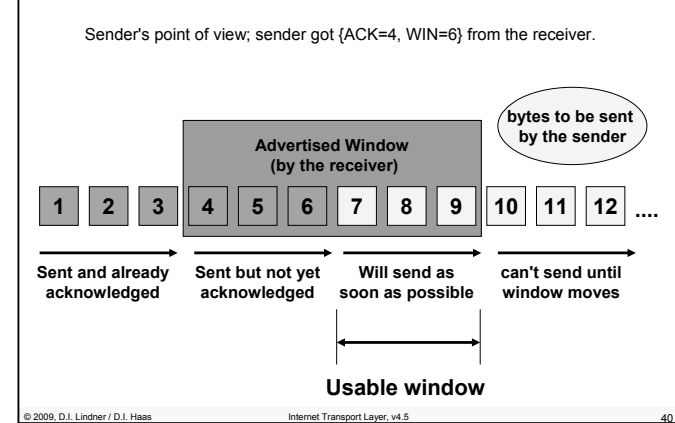 Sender's point of view; sender got {ACK=4, WIN=6} from the receiver.
bytes to be sent
by the sender
Advertised Window
(by the receiver)
1 2 3 4 5 6 7 8 9 10 11 12 ....
Sent and already
acknowledged
Sent but not yet
acknowledged
Will send as
soon as possible
can't send until
window moves
Usable window
© 2009, D.I. Lindner / D.I. Haas
Internet Transport Layer, v4.5
40